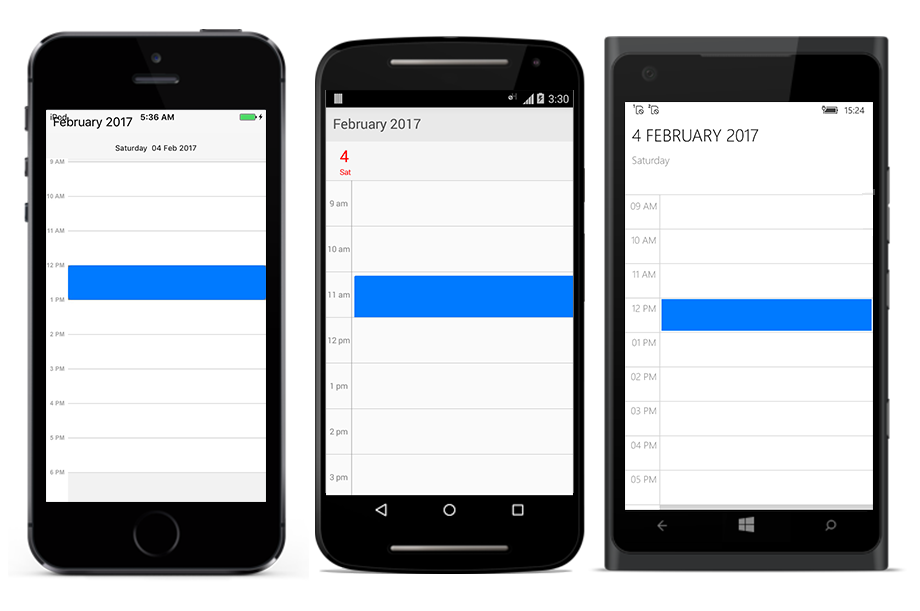 iPod 5:36 AM
February 2017
Saturday 04 Feb 2017
9 AM
10 AM
11 AM
12 PM
1 PM
2 PM
3 PM
4 PM
5 PM
6 PM
3:30
February 2017
4
Sat
9 am
10 am
11 am
12 pm
1 pm
2 pm
3 pm
15:24
4 FEBRUARY 2017
Saturday
09 AM
10 AM
11 AM
12 PM
01 PM
02 PM
03 PM
04 PM
05 PM